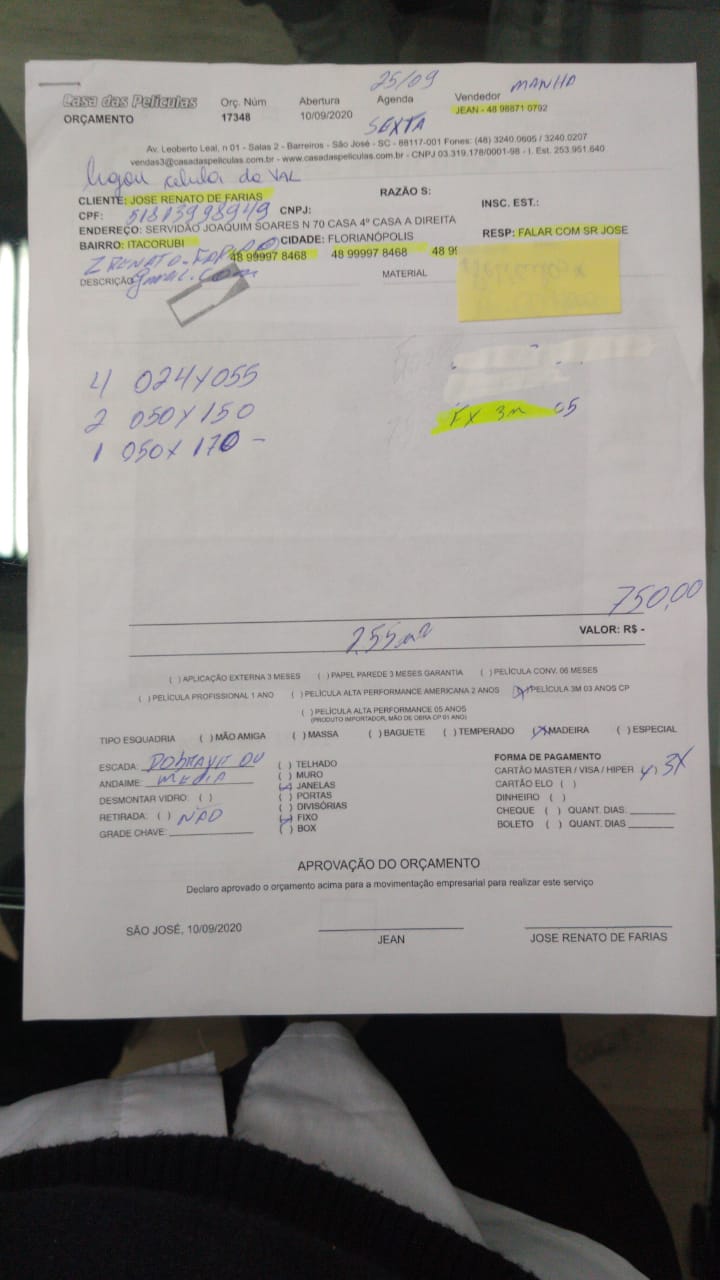 25/09 MANHÃ
Casa das Películas Orç. Núm Abertura Agenda Vendedor
ORÇAMENTO 17348 10/09/2020 SEXTA JEAN - 48 98871 0792
Av. Leoberto Leal, n 01 - Salas 2 - Barreiros - São José - SC - 88117-001 Fones: (48) 3240.0605 / 3240.0207
vendas3@casadaspeliculas.com.br - www.casadaspeliculas.com.br - CNPJ 03.319.178/0001-98 - I. Est. 253.951.640
ligou celula do VAL
CLIENTE: JOSE RENATO DE FARIAS RAZÃO S: INSC. EST.:
CPF: 51813998949 CNPJ:
ENDEREÇO: SERVIDÃO JOAQUIM SOARES N 70 CASA 4º CASA A DIREITA
BAIRRO: ITACORUBI CIDADE: FLORIANÓPOLIS RESP: FALAR COM SR JOSE
48 99997 8468 48 99997 8468 48 99
DESCRIÇÃO gmail.com MATERIAL
4 024X055
2 050X150 FX 3M 05
1 050X170 -
750,00
2,55m² VALOR: R$ -
( ) APLICAÇÃO EXTERNA 3 MESES ( ) PAPEL PAREDE 3 MESES GARANTIA ( ) PELÍCULA CONV. 06 MESES
( ) PELÍCULA PROFISSIONAL 1 ANO ( ) PELÍCULA ALTA PERFORMANCE AMERICANA 2 ANOS (X) PELÍCULA 3M 03 ANOS CP
( ) PELÍCULA ALTA PERFORMANCE 05 ANOS
(PRODUTO IMPORTADOR, MÃO DE OBRA CP 01 ANO)
TIPO ESQUADRIA ( ) MÃO AMIGA ( ) MASSA ( ) BAGUETE ( ) TEMPERADO (X) MADEIRA ( ) ESPECIAL
ESCADA: DOBRAVE OU ( ) TELHADO FORMA DE PAGAMENTO
ANDAIME: MEDIA ( ) MURO CARTÃO MASTER / VISA / HIPER 3X
(X) JANELAS CARTÃO ELO ( )
DESMONTAR VIDRO: ( ) ( ) PORTAS DINHEIRO ( )
RETIRADA: ( ) NÃO ( ) DIVISÓRIAS CHEQUE ( ) QUANT. DIAS:
(X) FIXO BOLETO ( ) QUANT. DIAS
GRADE CHAVE: ( ) BOX
APROVAÇÃO DO ORÇAMENTO
Declaro aprovado o orçamento acima para a movimentação empresarial para realizar este serviço
SÃO JOSÉ, 10/09/2020
JEAN JOSE RENATO DE FARIAS